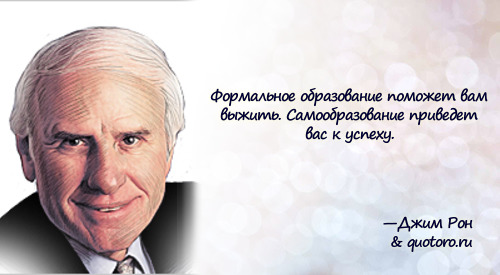 Формальное образование поможет вам
выжить. Самообразование приведет
вас к успеху.
—Джим Рон
& quotoro.ru